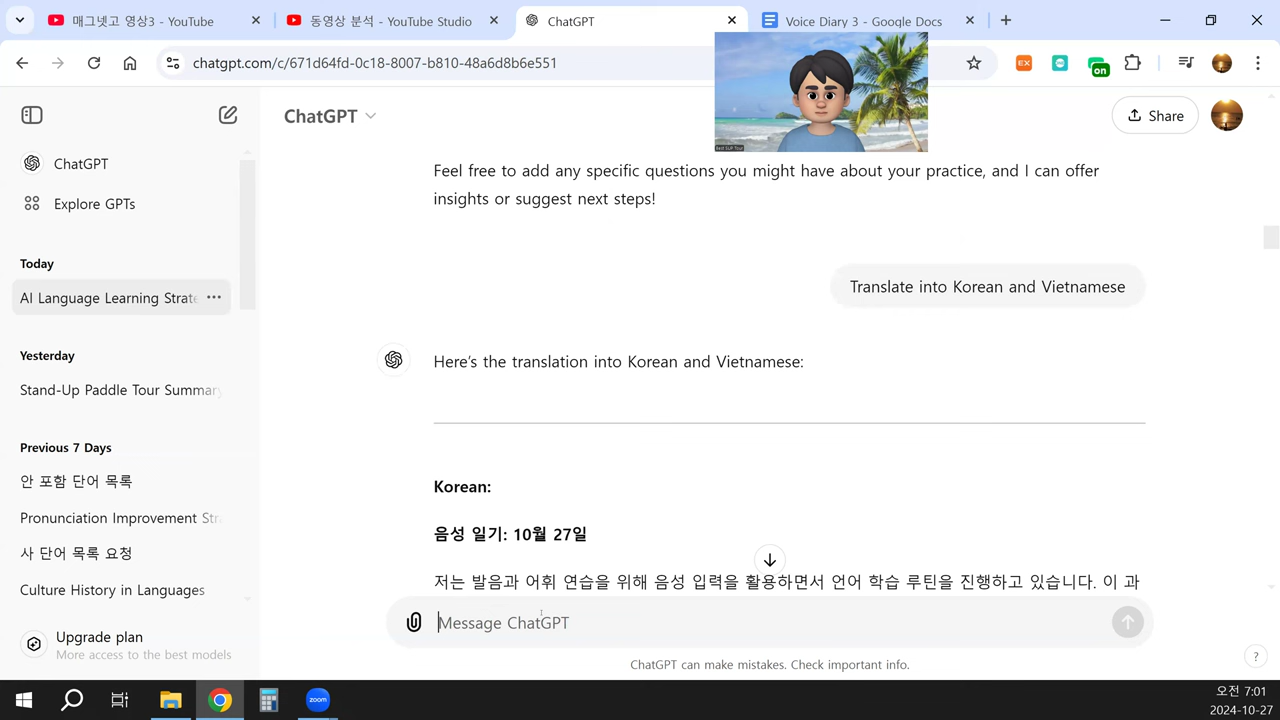 매그넷고 영상3 - YouTube
동영상 분석 - YouTube Studio
ChatGPT
Voice Diary 3 - Google Docs
chatgpt.com/c/671d64fd-0c18-8007-b810-48a6d8b6e551
EX
on
ChatGPT
Share
ChatGPT
Explore GPTs
Today
AI Language Learning Strate
Yesterday
Stand-Up Paddle Tour Summary
Previous 7 Days
안 포함 단어 목록
Pronunciation Improvement Str
사 단어 목록 요청
Culture History in Languages
Upgrade plan
More access to the best models
Feel free to add any specific questions you might have about your practice, and I can offer
insights or suggest next steps!
Translate into Korean and Vietnamese
Here's the translation into Korean and Vietnamese:
Korean:
음성 일기: 10월 27일
저는 발음과 어휘 연습을 위해 음성 입력을 활용하면서 언어 학습 루틴을 진행하고 있습니다. 이 과
Message ChatGPT
ChatGPT can make mistakes. Check important info.
?
zoom
오전 7:01
2024-10-27